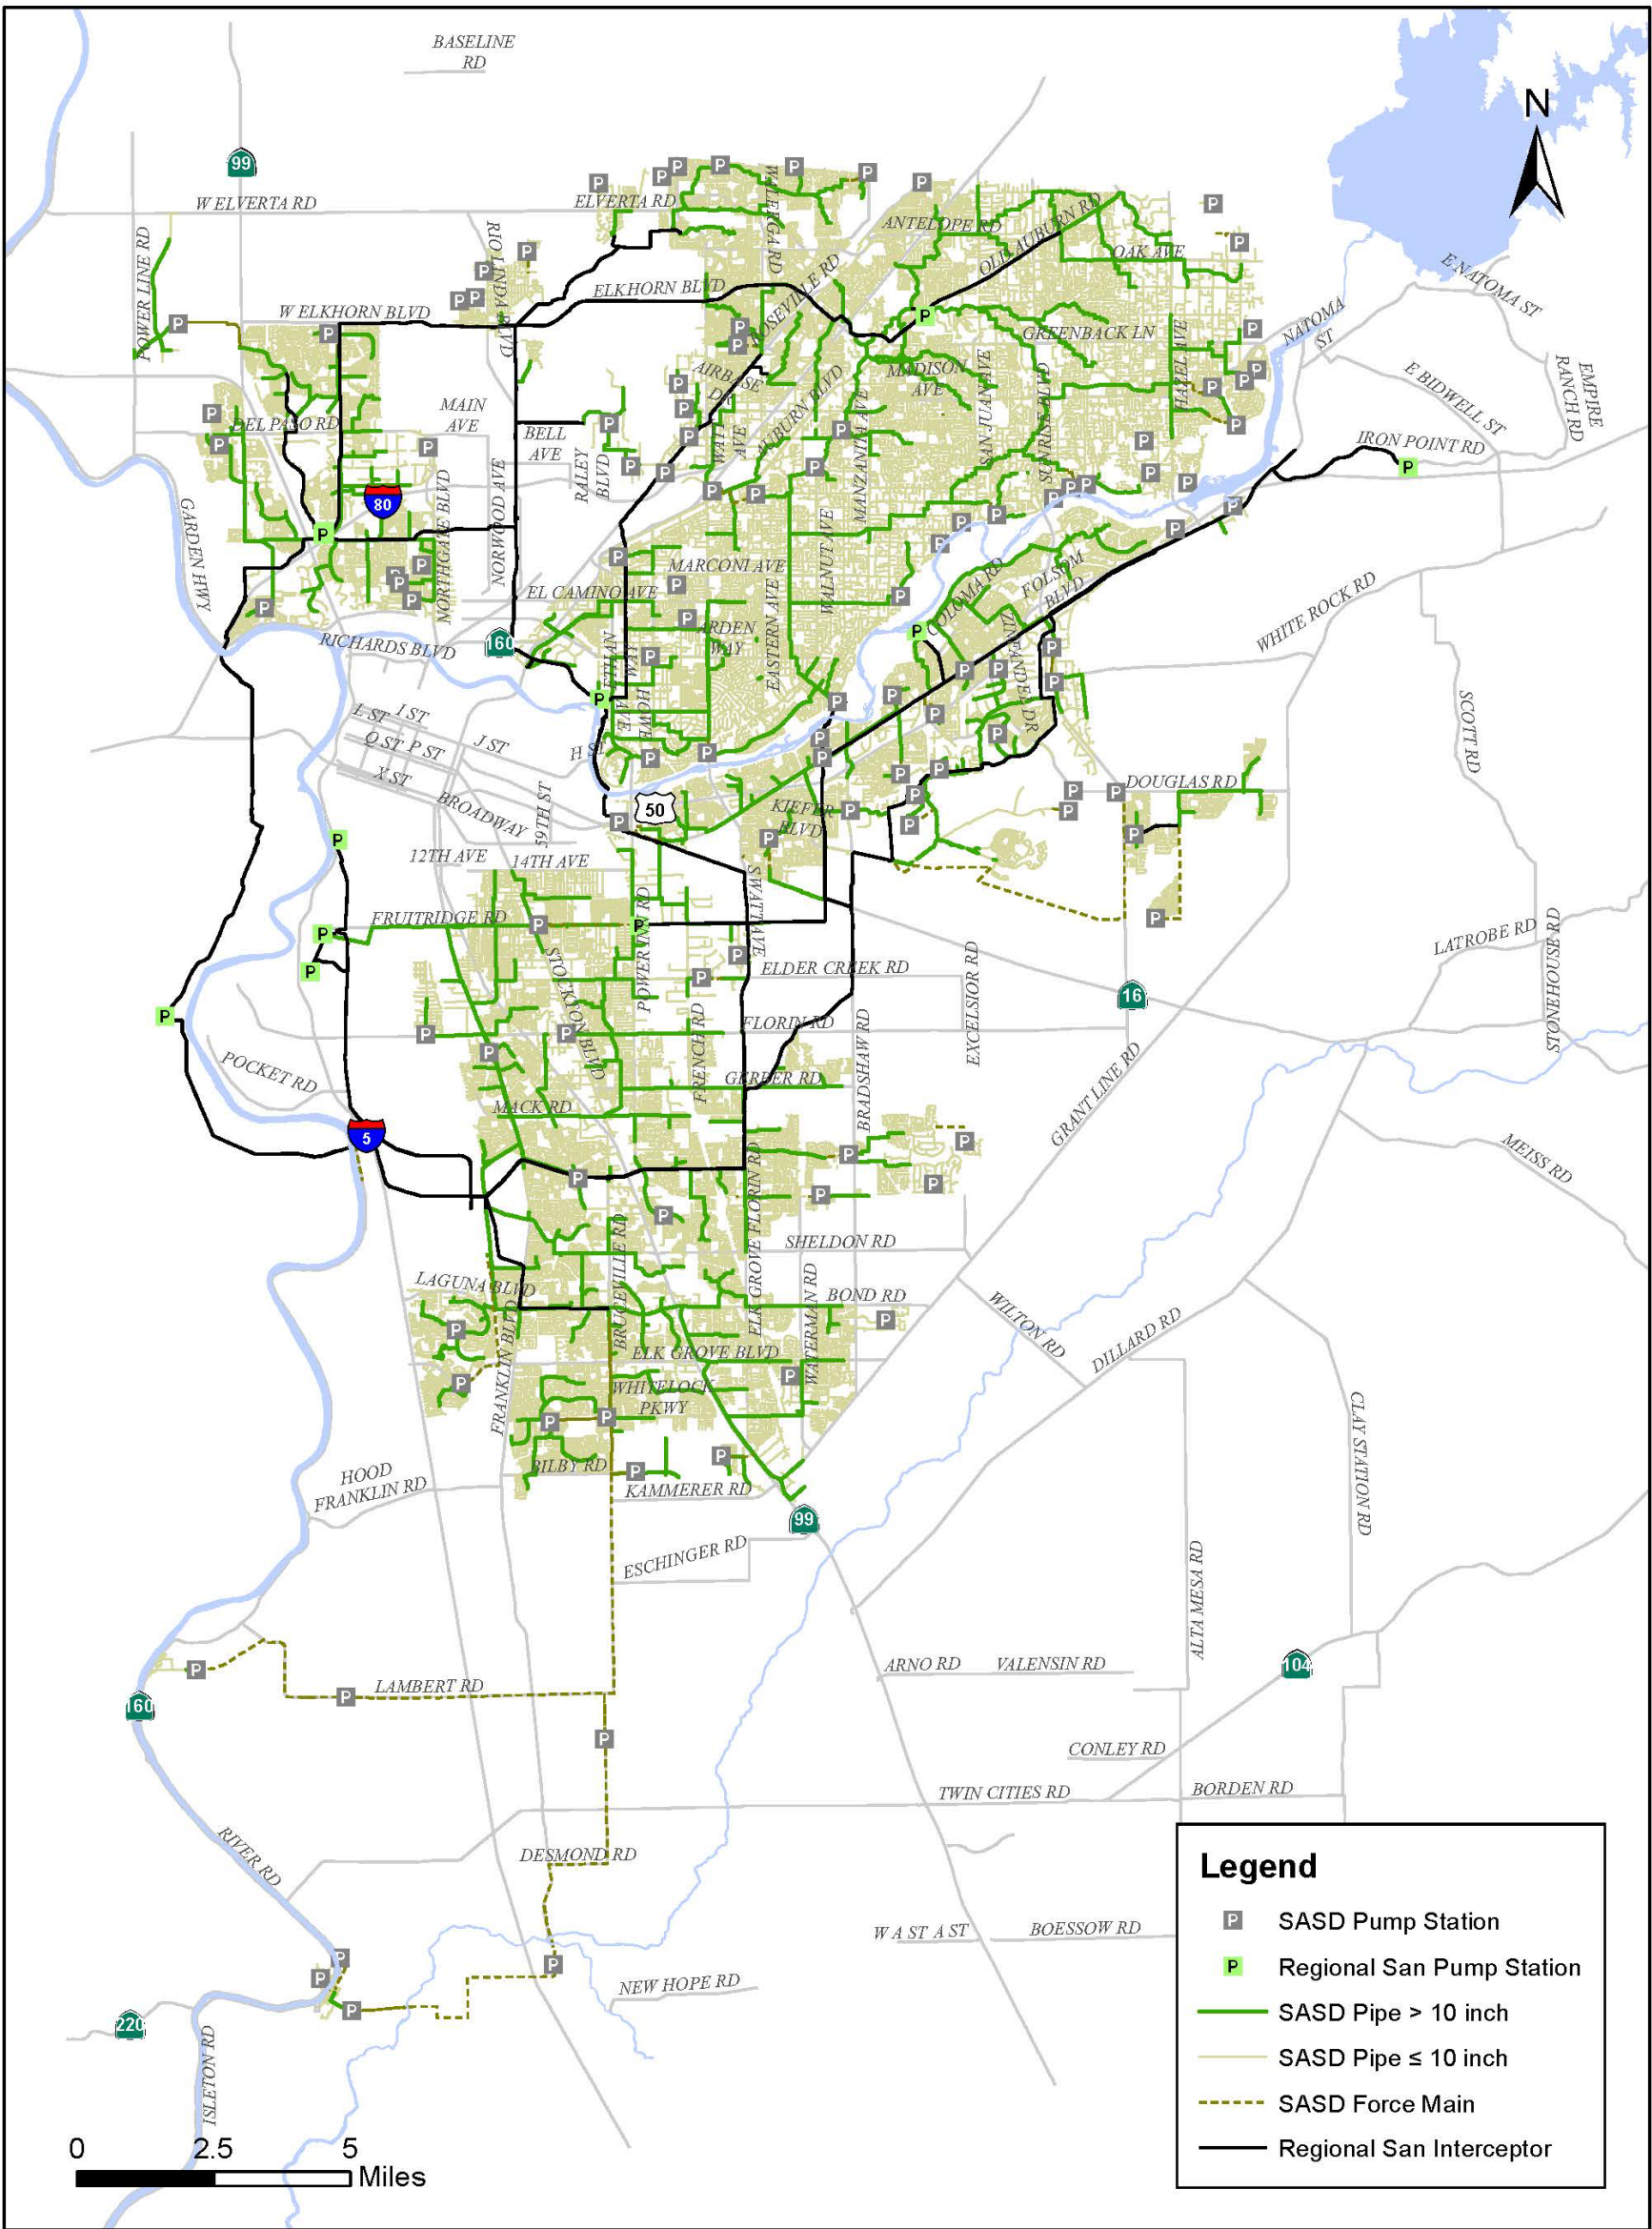 BASELINE
RD
N
99
W ELVERTA RD
ELVERTA RD
WALERGA RD
ANTELOPE RD
OLD AUBURN RD
OAK AVE
POWER LINE RD
RIO LINDA BLVD
ELKHORN BLVD
ROSEVILLE RD
W ELKHORN BLVD
GREENBACK LN
HAZEL AVE
NATOMA
ST
E NATOMA ST
E BIDWELL ST
EMPIRE
RANCH RD
IRON POINT RD
AIRBASE
DR
MADISON
AVE
SAN JUAN AVE
SUNRISE
AUBURN BLVD
MANZANITA AVE
WATT
AVE
DEL PASO RD
MAIN
AVE
BELL
AVE
RALEY
BLVD
80
NORTHGATE BLVD
NORWOOD AVE
GARDEN HWY
MARCONI AVE
EL CAMINO AVE
WALNUT AVE
EASTERN AVE
ARDEN
WAY
COLOMA RD
FOLSOM
BLVD
ZINFANDEL DR
WHITE ROCK RD
SCOTT RD
160
RICHARDS BLVD
ETHAN
WAY
HOWE
AVE
L ST
I ST
Q ST
P ST
J ST
H ST
X ST
BROADWAY
59TH ST
50
KIEFER
BLVD
DOUGLAS RD
12TH AVE
14TH AVE
S WATT AVE
FRUITRIDGE RD
POWER INN RD
STOCKTON BLVD
ELDER CREEK RD
EXCELSIOR RD
LATROBE RD
STONEHOUSE RD
16
FLORIN RD
FRENCH RD
BRADSHAW RD
GERBER RD
GRANT LINE RD
POCKET RD
MACK RD
5
MEISS RD
ELK GROVE FLORIN RD
SHELDON RD
BRUCEVILLE RD
LAGUNA BLVD
FRANKLIN BLVD
WATERMAN RD
BOND RD
WILTON RD
DILLARD RD
ELK GROVE BLVD
WHITELOCK
PKWY
CLAY STATION RD
BILBY RD
KAMMERER RD
HOOD
FRANKLIN RD
99
ESCHINGER RD
ALTA MESA RD
ARNO RD
VALENSIN RD
104
LAMBERT RD
160
CONLEY RD
TWIN CITIES RD
BORDEN RD
RIVER RD
DESMOND RD
W A ST A ST
BOESSOW RD
NEW HOPE RD
220
ISLETON RD
0 2.5 5
Miles
Legend
P SASD Pump Station
P Regional San Pump Station
SASD Pipe > 10 inch
SASD Pipe ≤ 10 inch
SASD Force Main
Regional San Interceptor